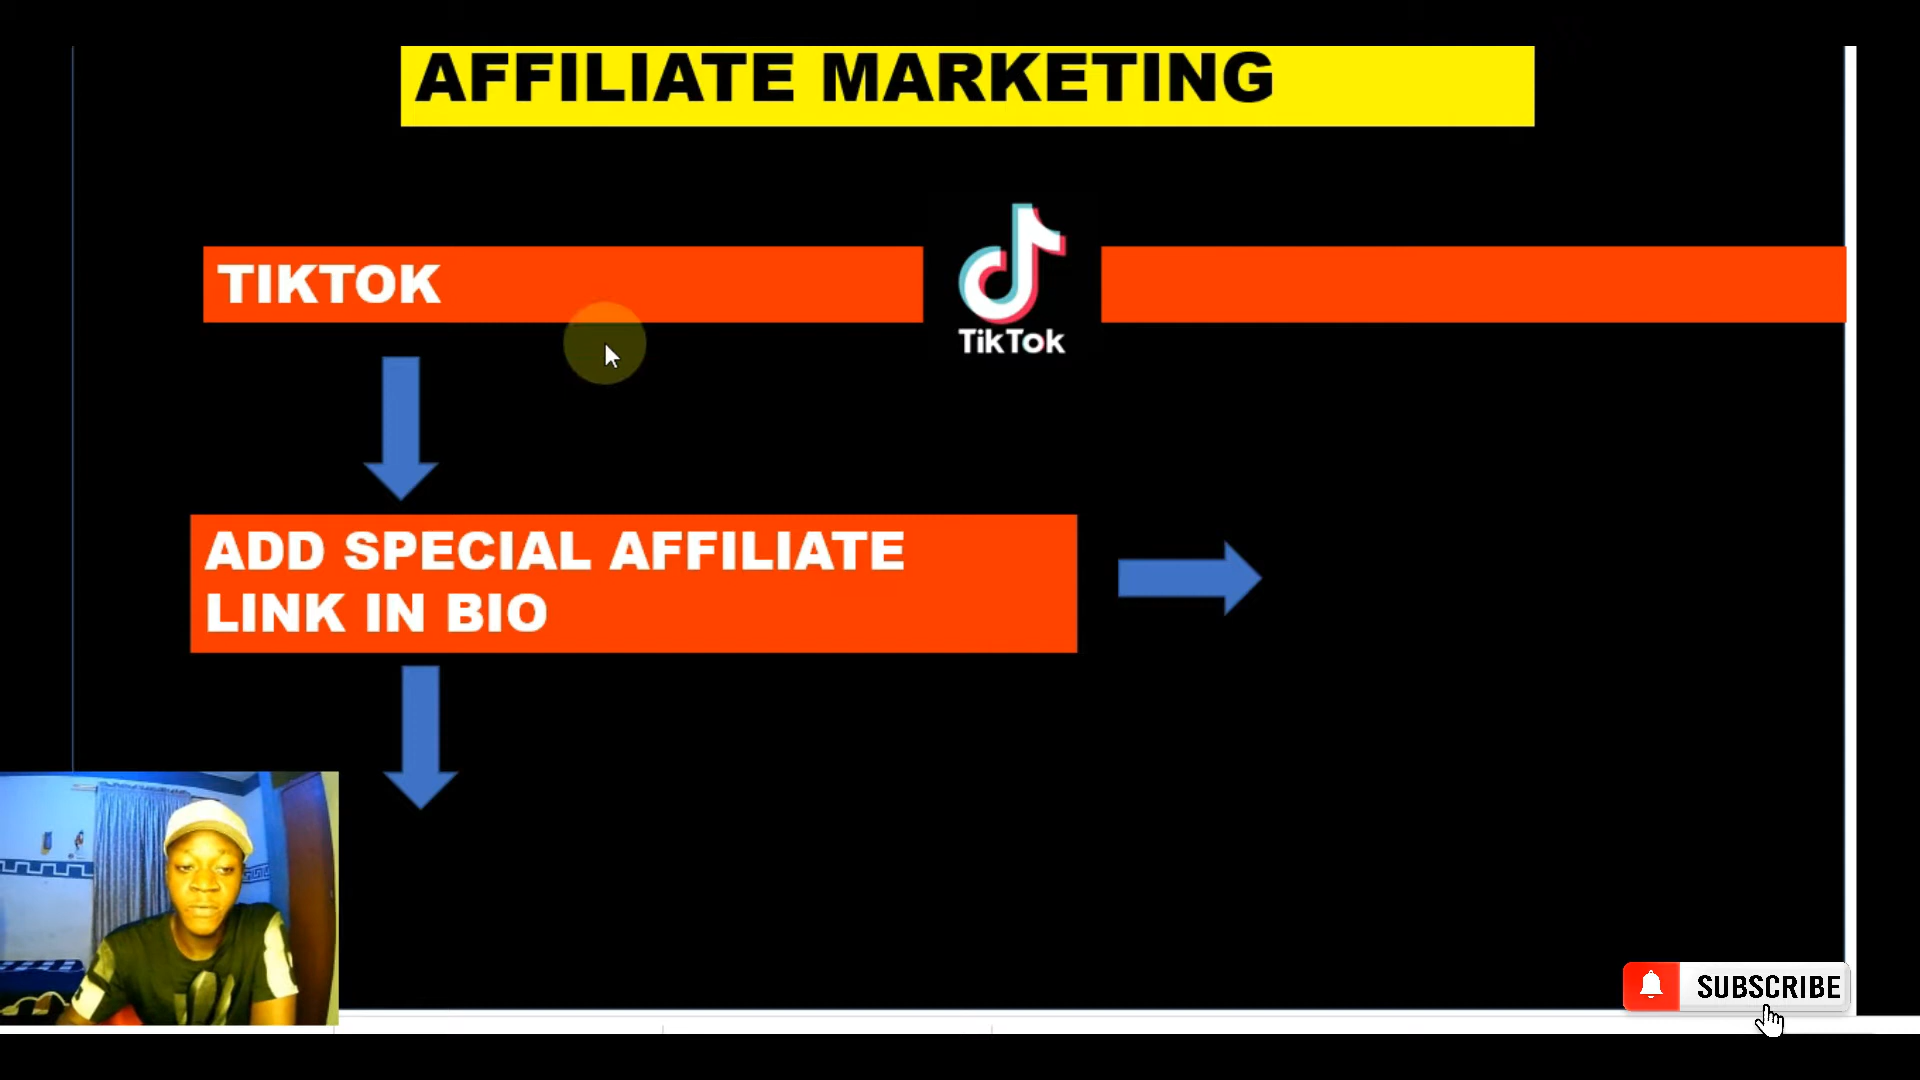 AFFILIATE MARKETING
TIKTOK
TikTok
ADD SPECIAL AFFILIATE
LINK IN BIO
SUBSCRIBE